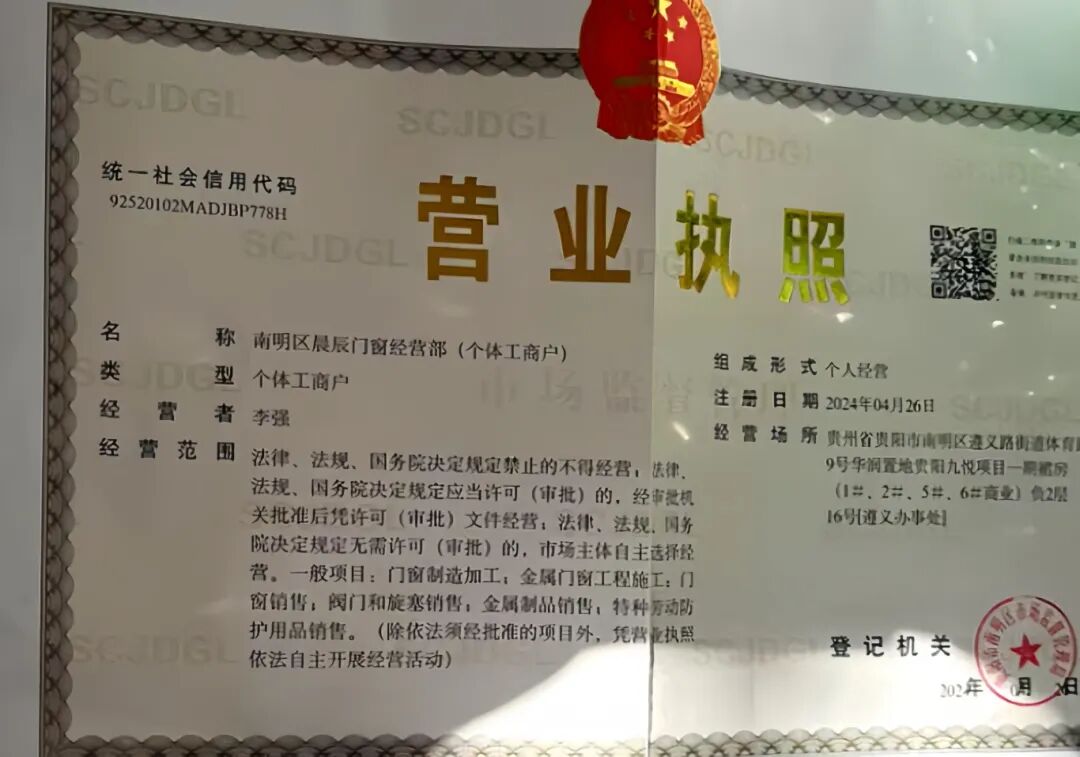 统一社会信用代码
92520102MADJBP778H
营业执照
名称 南明区晨辰门窗经营部（个体工商户）
类型 个体工商户
经营者 李强
经营范围 法律、法规、国务院决定规定禁止的不得经营；法律、
法规、国务院决定规定应当许可（审批）的，经审批机
关批准后凭许可（审批）文件经营；法律、法规、国务
院决定规定无需许可（审批）的，市场主体自主选择经
营。一般项目：门窗制造加工；金属门窗工程施工；门
窗销售；阀门和旋塞销售；金属制品销售；特种劳动防
护用品销售。（除依法须经批准的项目外，凭营业执照
依法自主开展经营活动）
组成形式 个人经营
注册日期 2024年04月26日
经营场所 贵州省贵阳市南明区遵义路街道体育
9号华润置地贵阳九悦项目一期裙房
（1#、2#、5#、6#商业）负2层
16号[遵义办事处]
登记机关
年 月 日
SCJDGL
SCJDGL
SCJDGL
SCJDGL
市场监督管理